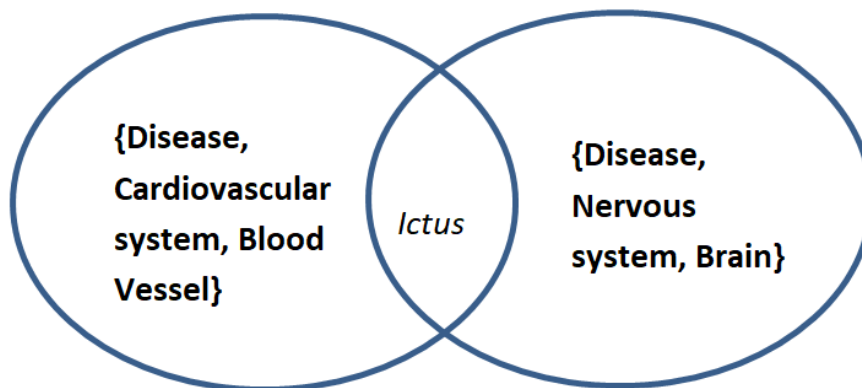 {Disease,
Cardiovascular
system, Blood
Vessel}
Ictus
{Disease,
Nervous
system, Brain}